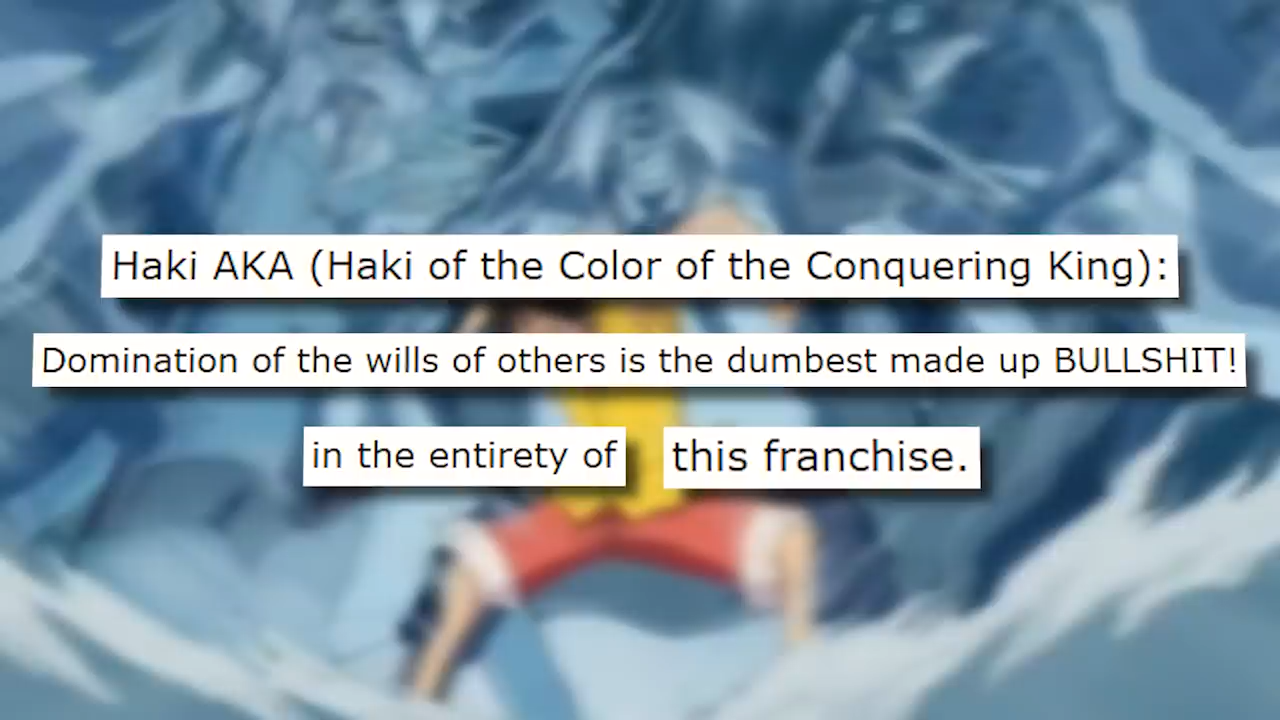 Haki AKA (Haki of the Color of the Conquering King):
Domination of the wills of others is the dumbest made up BULLSHIT!
in the entirety of this franchise.